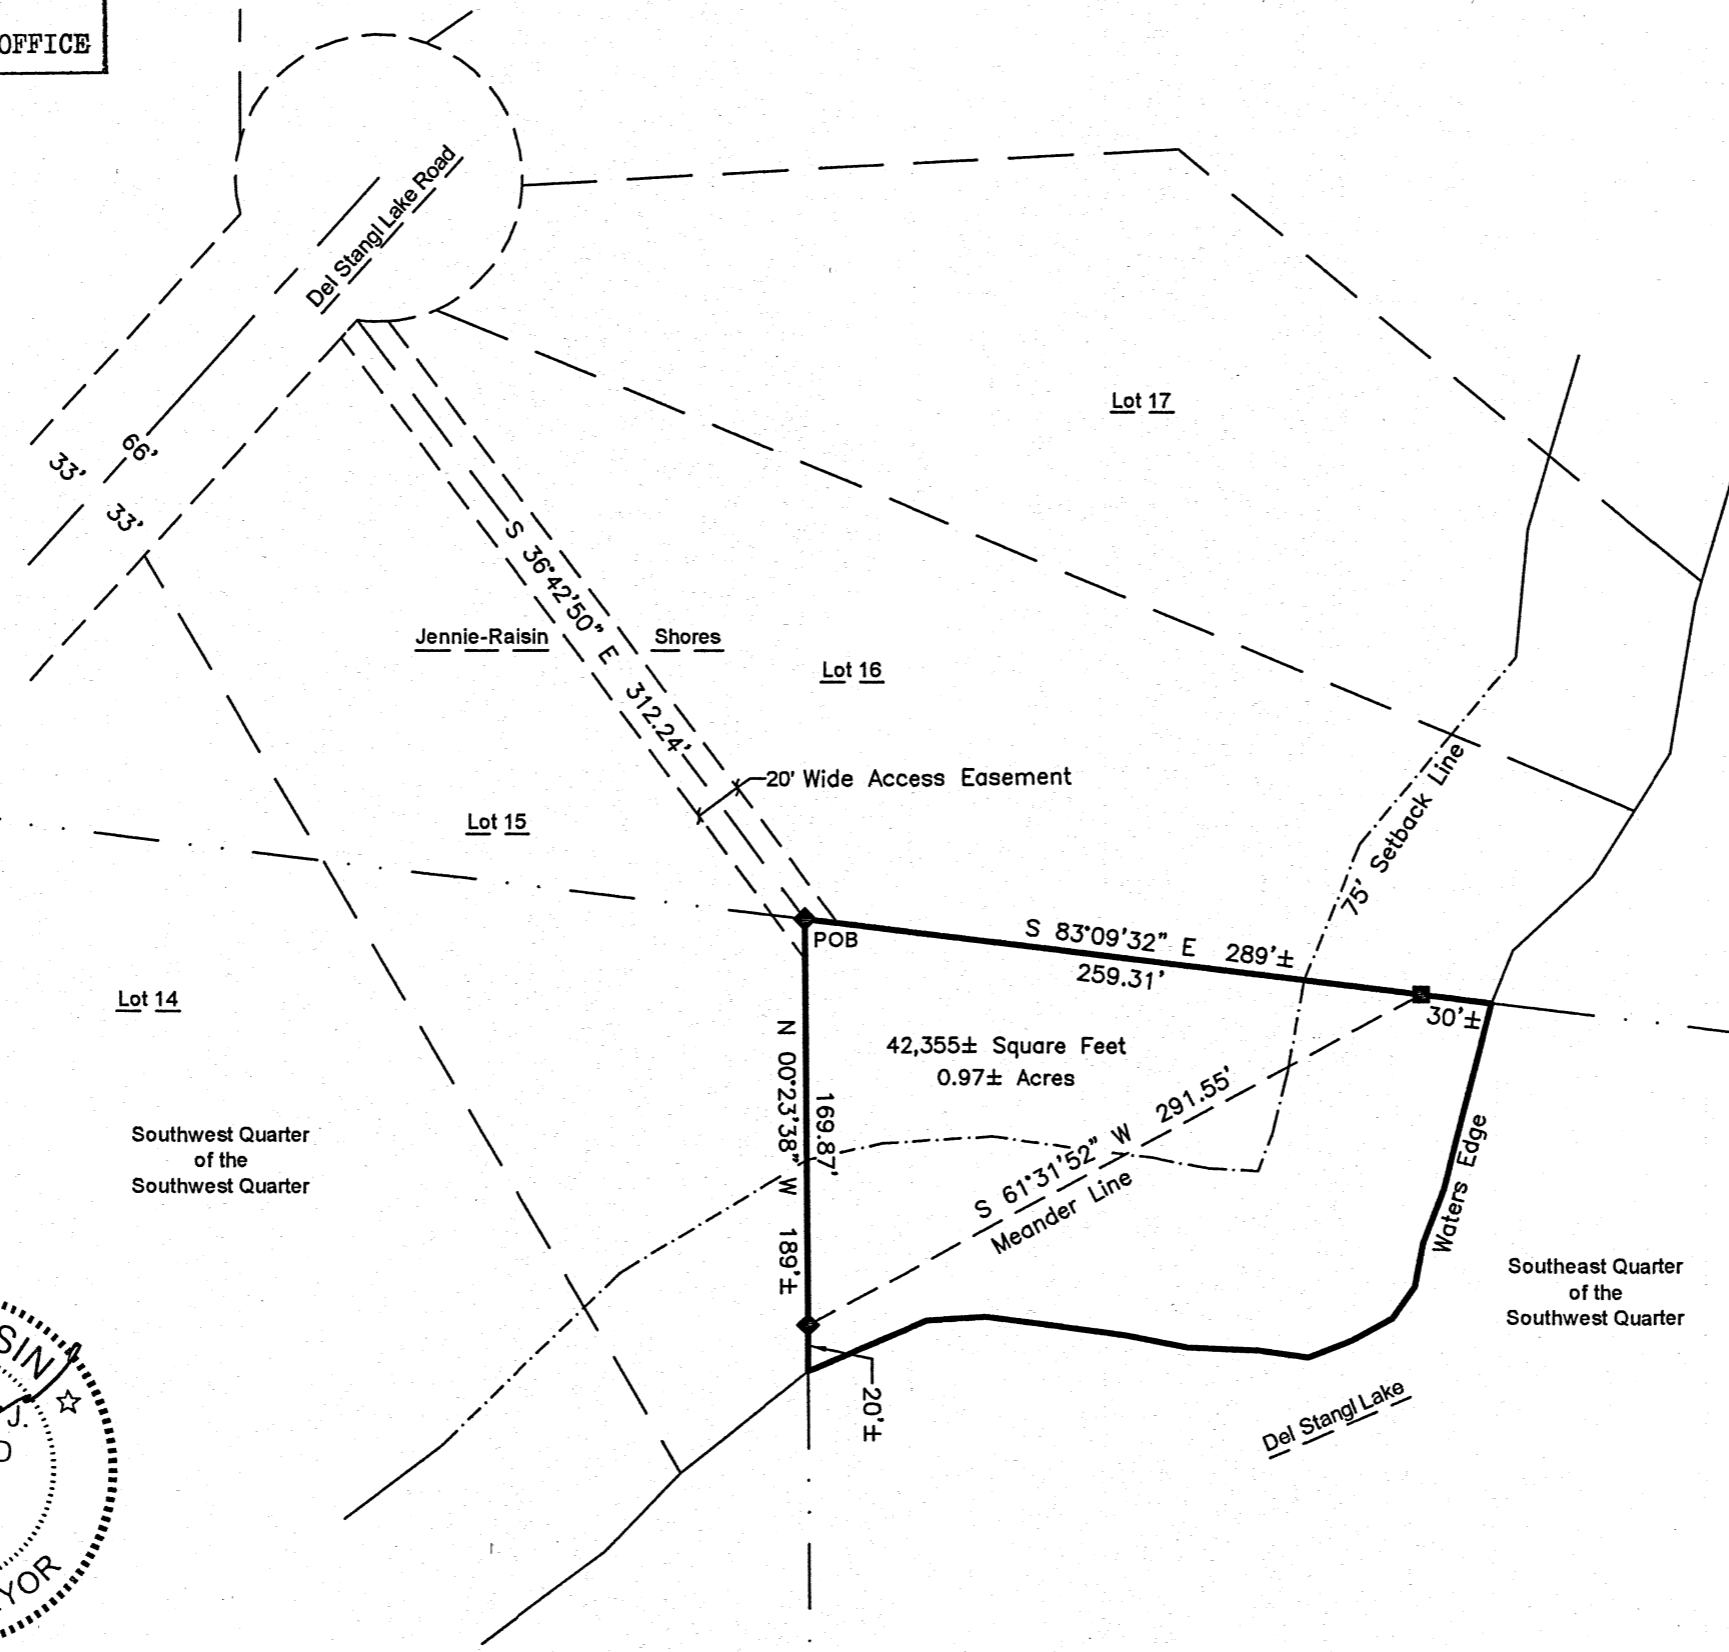 OFFICE
Del Stangl Lake Road
66'
33'
33'
Lot 17
S 36°42'50" E 312.24'
Jennie-Raisin Shores
Lot 16
20' Wide Access Easement
75' Setback Line
Lot 15
POB
S 83°09'32" E 289'±
259.31'
30'±
Lot 14
42,355± Square Feet
0.97± Acres
N 00°23'38" W 189'±
169.87'
S 61°31'52" W 291.55'
Meander Line
Waters Edge
Southwest Quarter
of the
Southwest Quarter
Southeast Quarter
of the
Southwest Quarter
20'±
Del Stangl Lake
SIN
J.
YOR